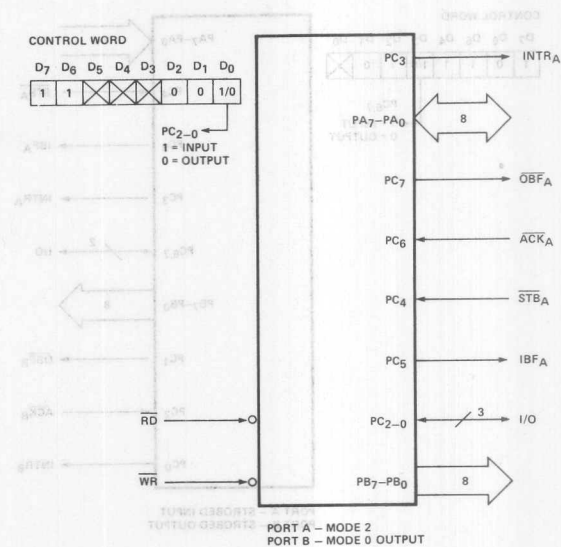 CONTROL WORD
D7 D6 D5 D4 D3 D2 D1 D0
1 1 0 0 1/0
PC2–0
1 = INPUT
0 = OUTPUT
PC3 INTRA
PA7–PA0 8
PC7 OBFA
PC6 ACKA
PC4 STBA
PC5 IBFA
RD PC2–0 3 I/O
WR PB7–PB0 8
PORT A – MODE 2
PORT B – MODE 0 OUTPUT